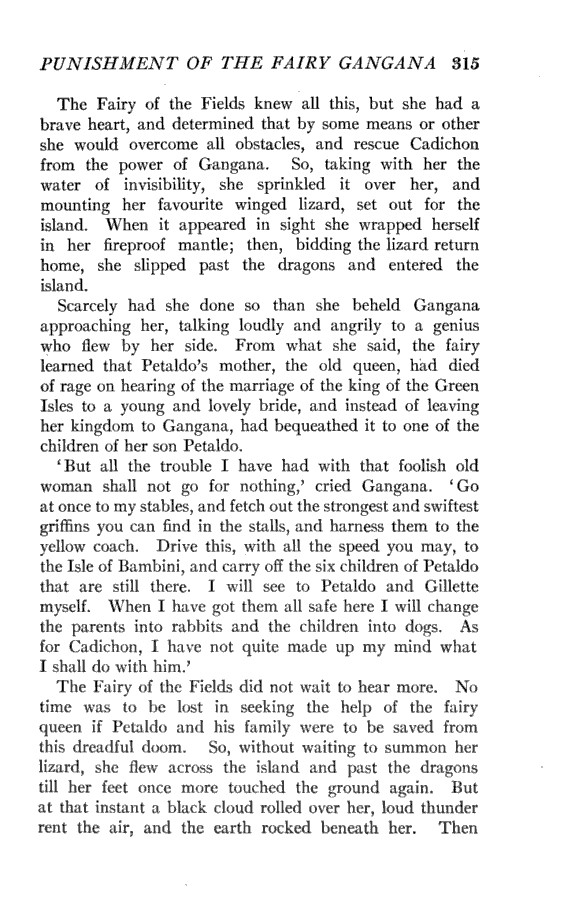 PUNISHMENT OF THE FAIRY GANGANA 315
The Fairy of the Fields knew all this, but she had a
brave heart, and determined that by some means or other
she would overcome all obstacles, and rescue Cadichon
from the power of Gangana. So, taking with her the
water of invisibility, she sprinkled it over her, and
mounting her favourite winged lizard, set out for the
island. When it appeared in sight she wrapped herself
in her fireproof mantle; then, bidding the lizard return
home, she slipped past the dragons and entered the
island.
Scarcely had she done so than she beheld Gangana
approaching her, talking loudly and angrily to a genius
who flew by her side. From what she said, the fairy
learned that Petaldo's mother, the old queen, had died
of rage on hearing of the marriage of the king of the Green
Isles to a young and lovely bride, and instead of leaving
her kingdom to Gangana, had bequeathed it to one of the
children of her son Petaldo.
‘But all the trouble I have had with that foolish old
woman shall not go for nothing,’ cried Gangana. ‘Go
at once to my stables, and fetch out the strongest and swiftest
griffins you can find in the stalls, and harness them to the
yellow coach. Drive this, with all the speed you may, to
the Isle of Bambini, and carry off the six children of Petaldo
that are still there. I will see to Petaldo and Gillette
myself. When I have got them all safe here I will change
the parents into rabbits and the children into dogs. As
for Cadichon, I have not quite made up my mind what
I shall do with him.’
The Fairy of the Fields did not wait to hear more. No
time was to be lost in seeking the help of the fairy
queen if Petaldo and his family were to be saved from
this dreadful doom. So, without waiting to summon her
lizard, she flew across the island and past the dragons
till her feet once more touched the ground again. But
at that instant a black cloud rolled over her, loud thunder
rent the air, and the earth rocked beneath her. Then